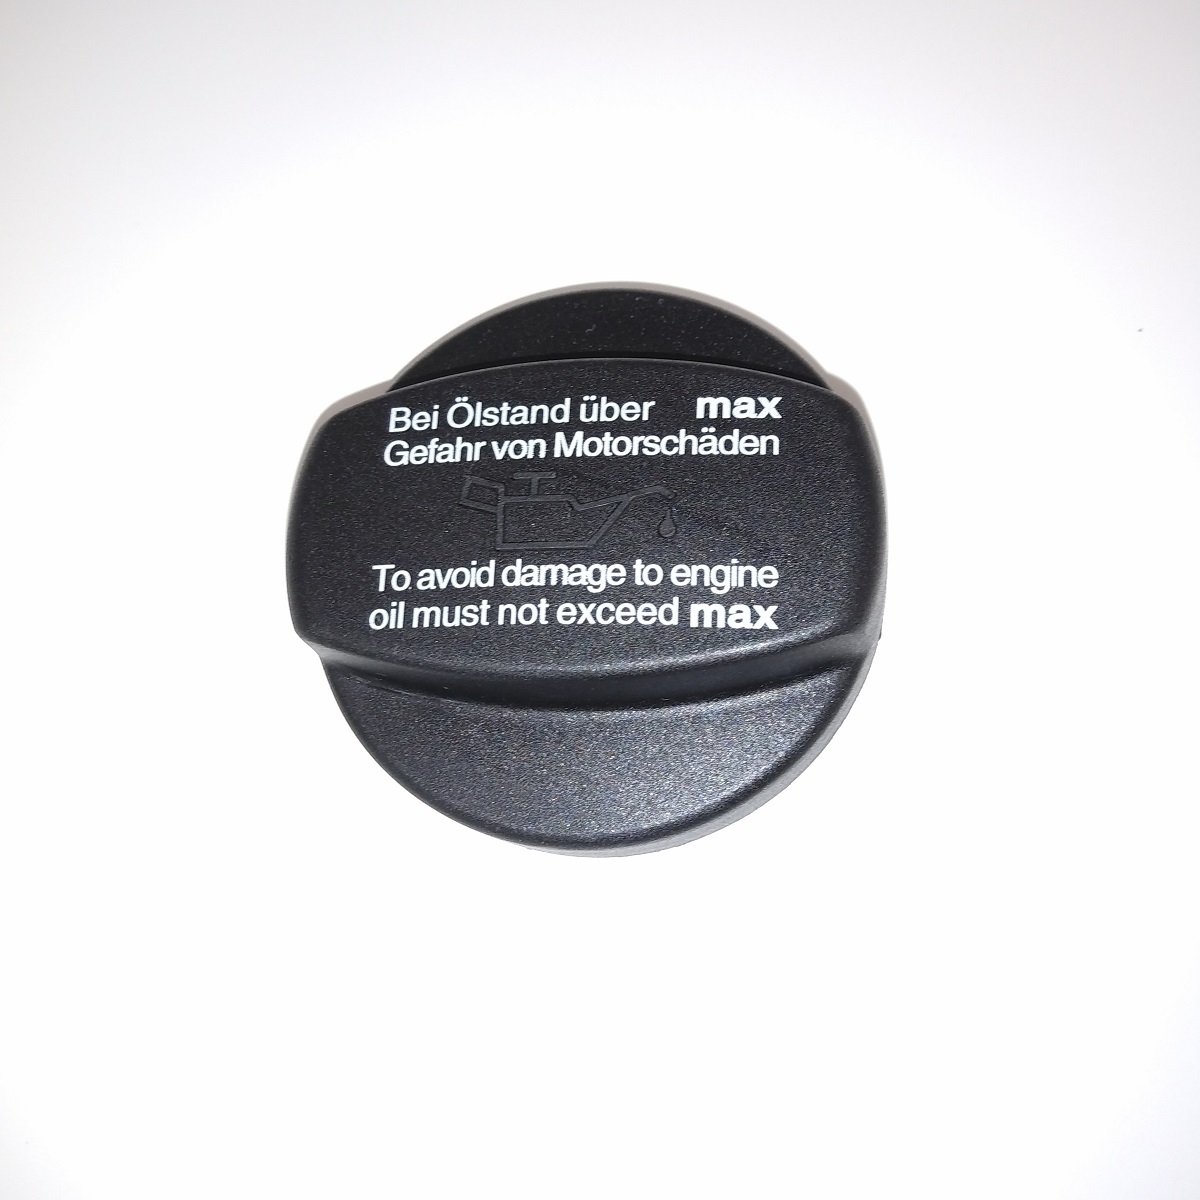 Bei Ölstand über max
Gefahr von Motorschäden
To avoid damage to engine
oil must not exceed max